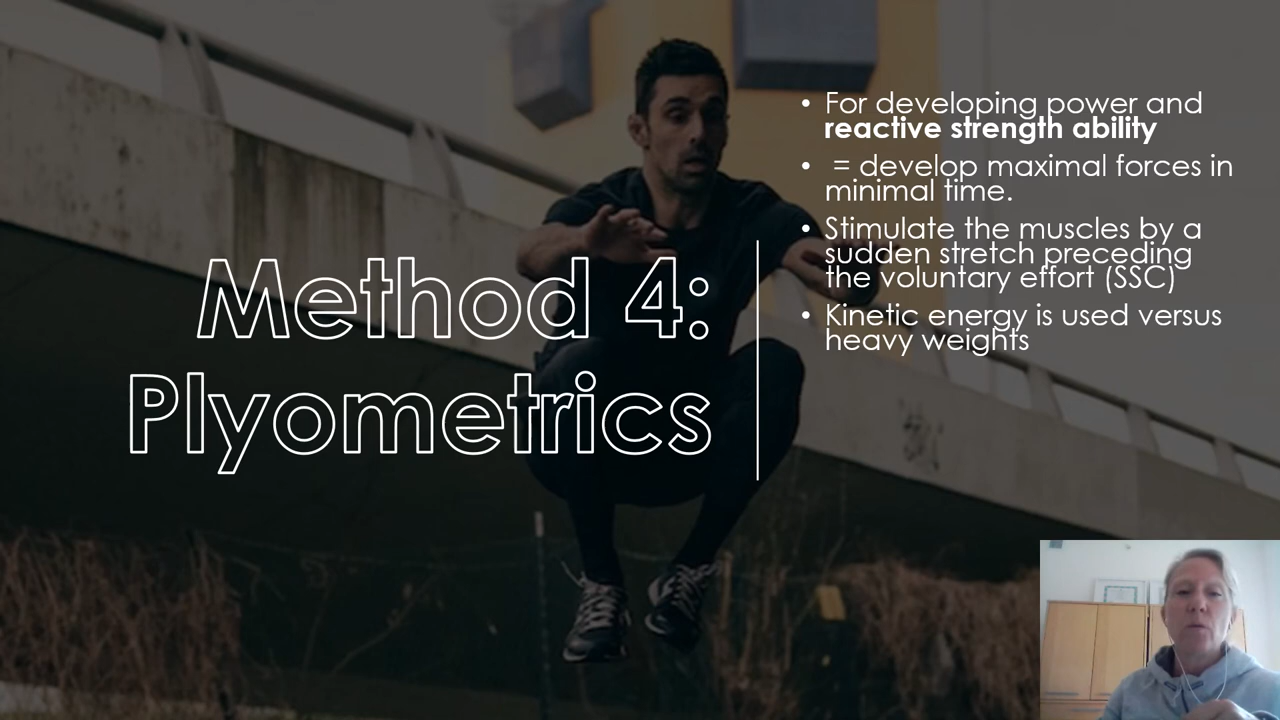 Method 4:
Plyometrics
• For developing power and
reactive strength ability
• = develop maximal forces in
minimal time.
• Stimulate the muscles by a
sudden stretch preceding
the voluntary effort (SSC)
• Kinetic energy is used versus
heavy weights